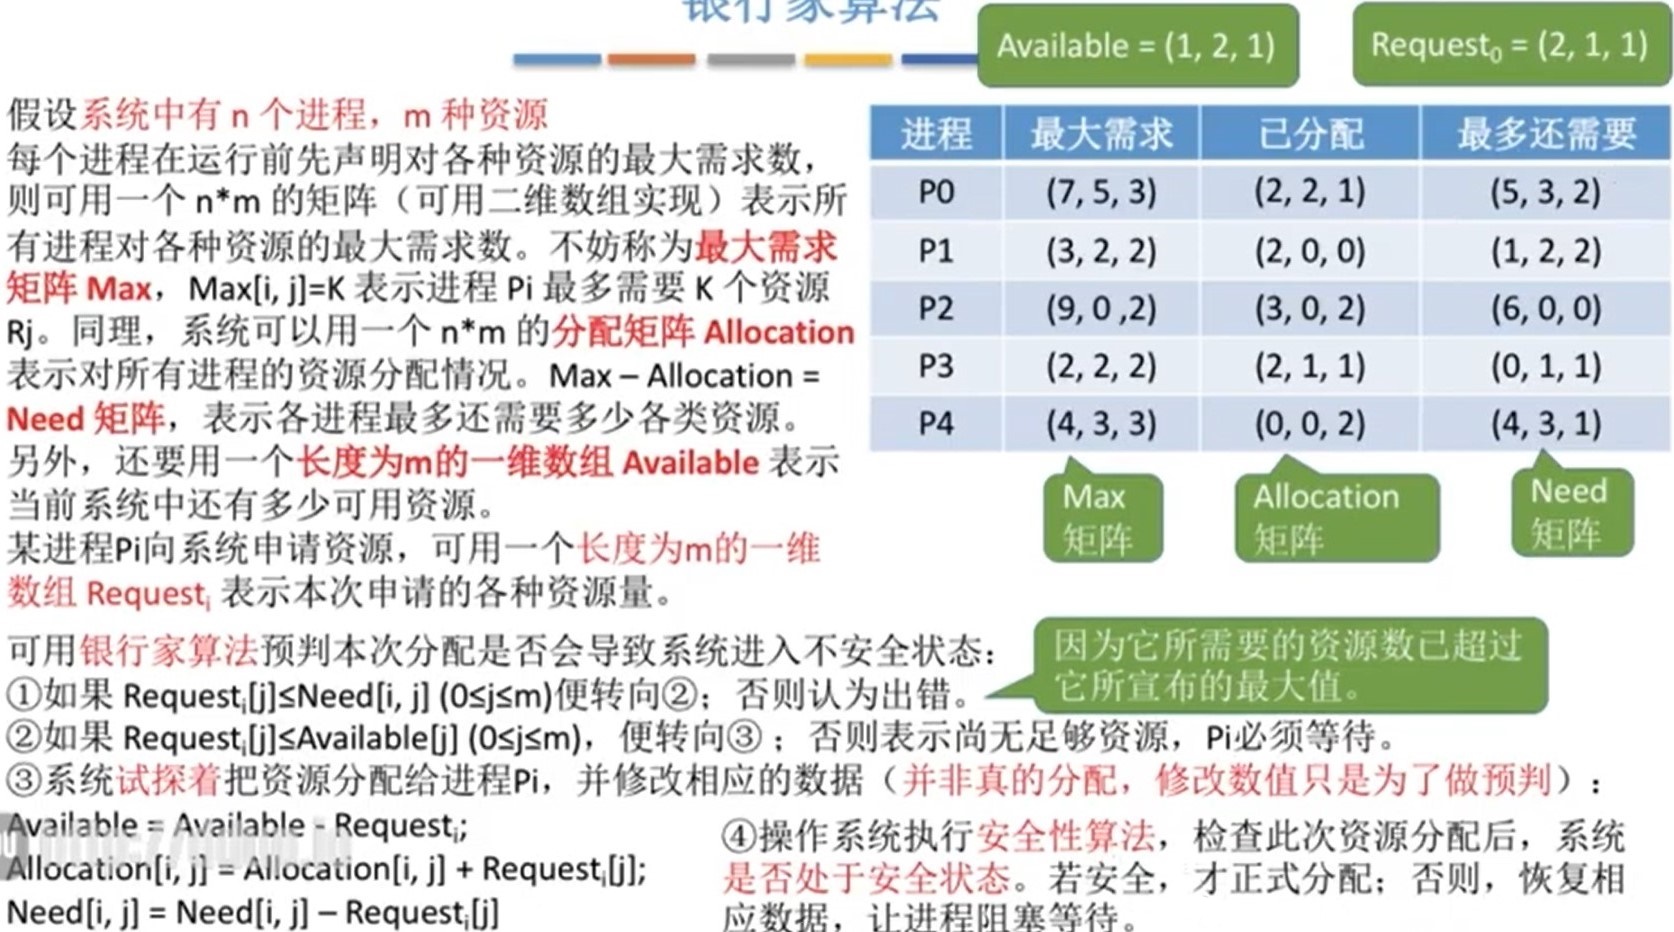 银行家算法
Available = (1, 2, 1)
Request₀ = (2, 1, 1)
假设系统中有 n 个进程，m 种资源
每个进程在运行前先声明对各种资源的最大需求数，
则可用一个 n*m 的矩阵（可用二维数组实现）表示所
有进程对各种资源的最大需求数。不妨称为最大需求
矩阵 Max，Max[i, j]=K 表示进程 Pi 最多需要 K 个资源
Rj。同理，系统可以用一个 n*m 的分配矩阵 Allocation
表示对所有进程的资源分配情况。Max – Allocation =
Need 矩阵，表示各进程最多还需要多少各类资源。
另外，还要用一个长度为m的一维数组 Available 表示
当前系统中还有多少可用资源。
某进程Pi向系统申请资源，可用一个长度为m的一维
数组 Requestᵢ 表示本次申请的各种资源量。
进程 最大需求 已分配 最多还需要
P0 (7, 5, 3) (2, 2, 1) (5, 3, 2)
P1 (3, 2, 2) (2, 0, 0) (1, 2, 2)
P2 (9, 0 ,2) (3, 0, 2) (6, 0, 0)
P3 (2, 2, 2) (2, 1, 1) (0, 1, 1)
P4 (4, 3, 3) (0, 0, 2) (4, 3, 1)
Max
矩阵
Allocation
矩阵
Need
矩阵
可用银行家算法预判本次分配是否会导致系统进入不安全状态：
①如果 Requestᵢ[j]≤Need[i, j] (0≤j≤m)便转向②；否则认为出错。
因为它所需要的资源数已超过
它所宣布的最大值。
②如果 Requestᵢ[j]≤Available[j] (0≤j≤m)，便转向③；否则表示尚无足够资源，Pi必须等待。
③系统试探着把资源分配给进程Pi，并修改相应的数据（并非真的分配，修改数值只是为了做预判）：
Available = Available - Requestᵢ;
Allocation[i, j] = Allocation[i, j] + Requestᵢ[j];
Need[i, j] = Need[i, j] – Requestᵢ[j]
④操作系统执行安全性算法，检查此次资源分配后，系统
是否处于安全状态。若安全，才正式分配；否则，恢复相
应数据，让进程阻塞等待。